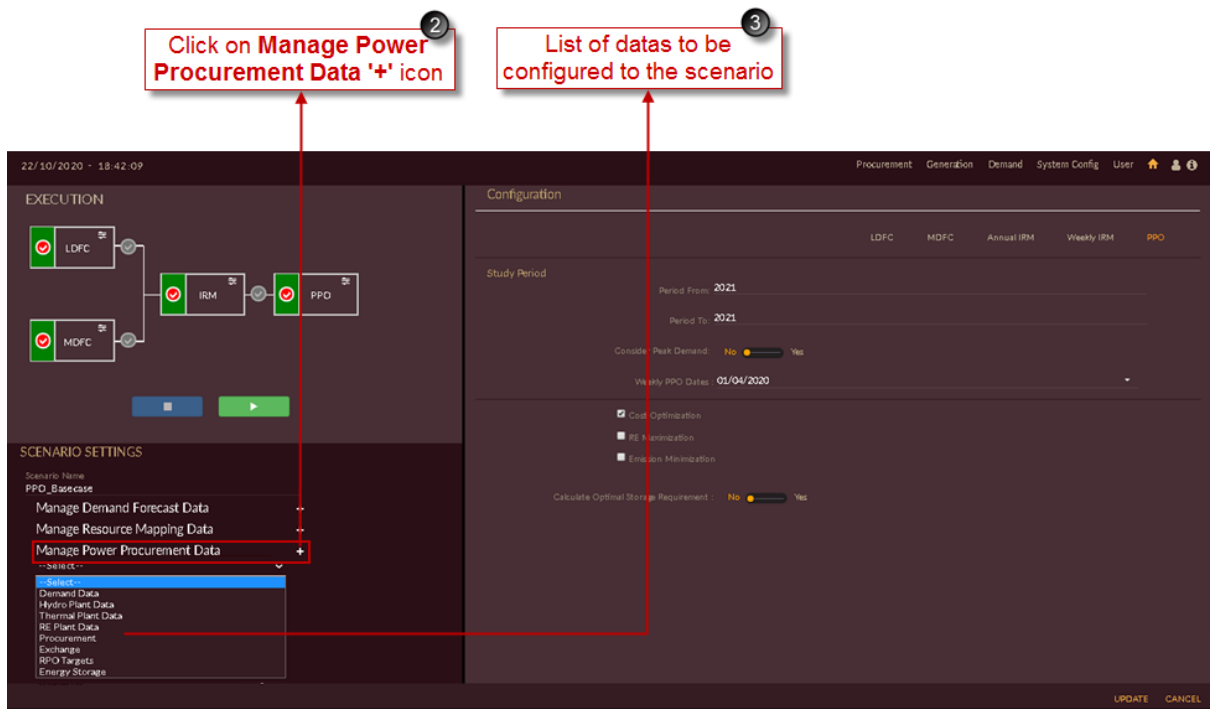 2
Click on Manage Power
Procurement Data '+' icon
3
List of datas to be
configured to the scenario
22/10/2020 - 18:42:09
Procurement Generation Demand System Config User
EXECUTION
LDFC
IRM
PPO
MDFC
Configuration
LDFC MDFC Annual IRM Weekly IRM PPO
Study Period
Period From: 2021
Period To: 2021
Consider Peak Demand: No Yes
Weekly PPO Dates : 01/04/2020
Cost Optimization
RE Maximization
Emission Minimization
Calculate Optimal Storage Requirement : No Yes
SCENARIO SETTINGS
Scenario Name
PPO_Basecase
Manage Demand Forecast Data
Manage Resource Mapping Data
Manage Power Procurement Data +
--Select--
--Select--
Demand Data
Hydro Plant Data
Thermal Plant Data
RE Plant Data
Procurement
Exchange
RPO Targets
Energy Storage
UPDATE CANCEL